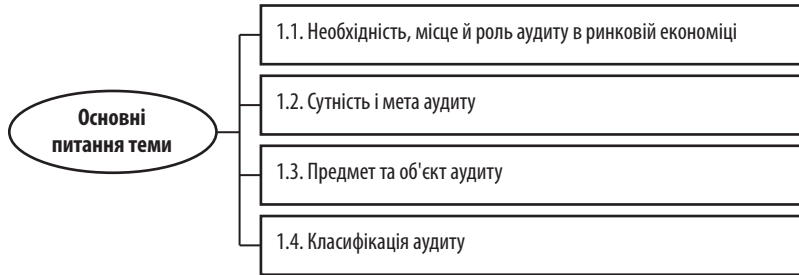 1.1. Необхідність, місце й роль аудиту в ринковій економіці
Основні
питання теми
1.2. Сутність і мета аудиту
1.3. Предмет та об'єкт аудиту
1.4. Класифікація аудиту